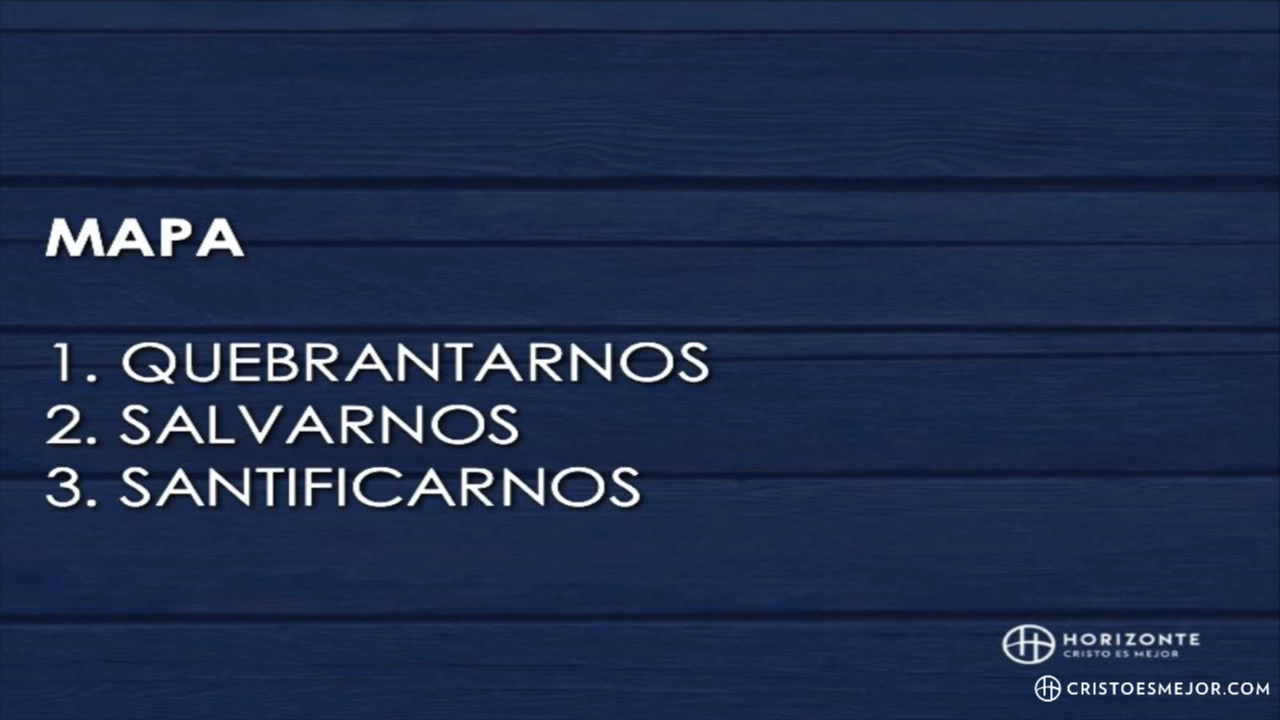 MAPA
1. QUEBRANTARNOS
2. SALVARNOS
3. SANTIFICARNOS
HORIZONTE
CRISTO ES MEJOR
CRISTOESMEJOR.COM